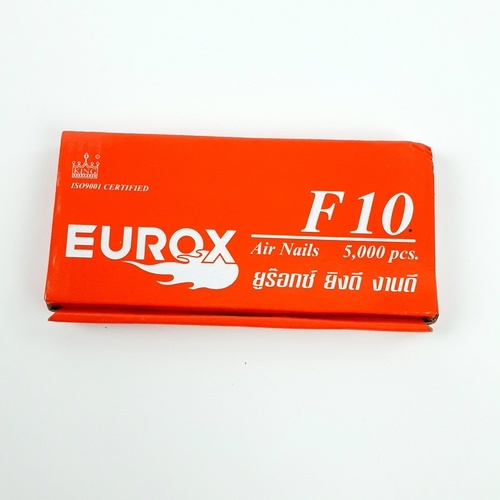 KING
ISO9001 CERTIFIED
EUROX
F 10
Air Nails 5,000 pcs.
ยูร็อกซ์ ยิงดี งานดี